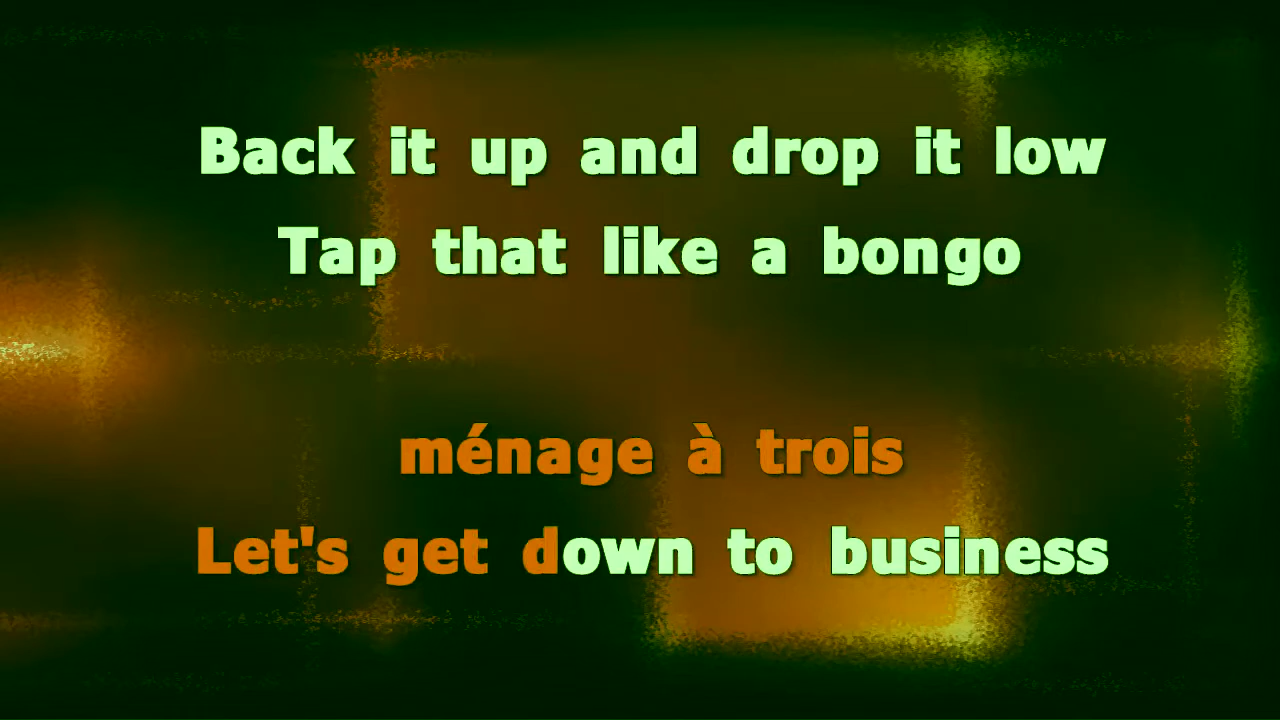 Back it up and drop it low
Tap that like a bongo
ménage à trois
Let's get down to business